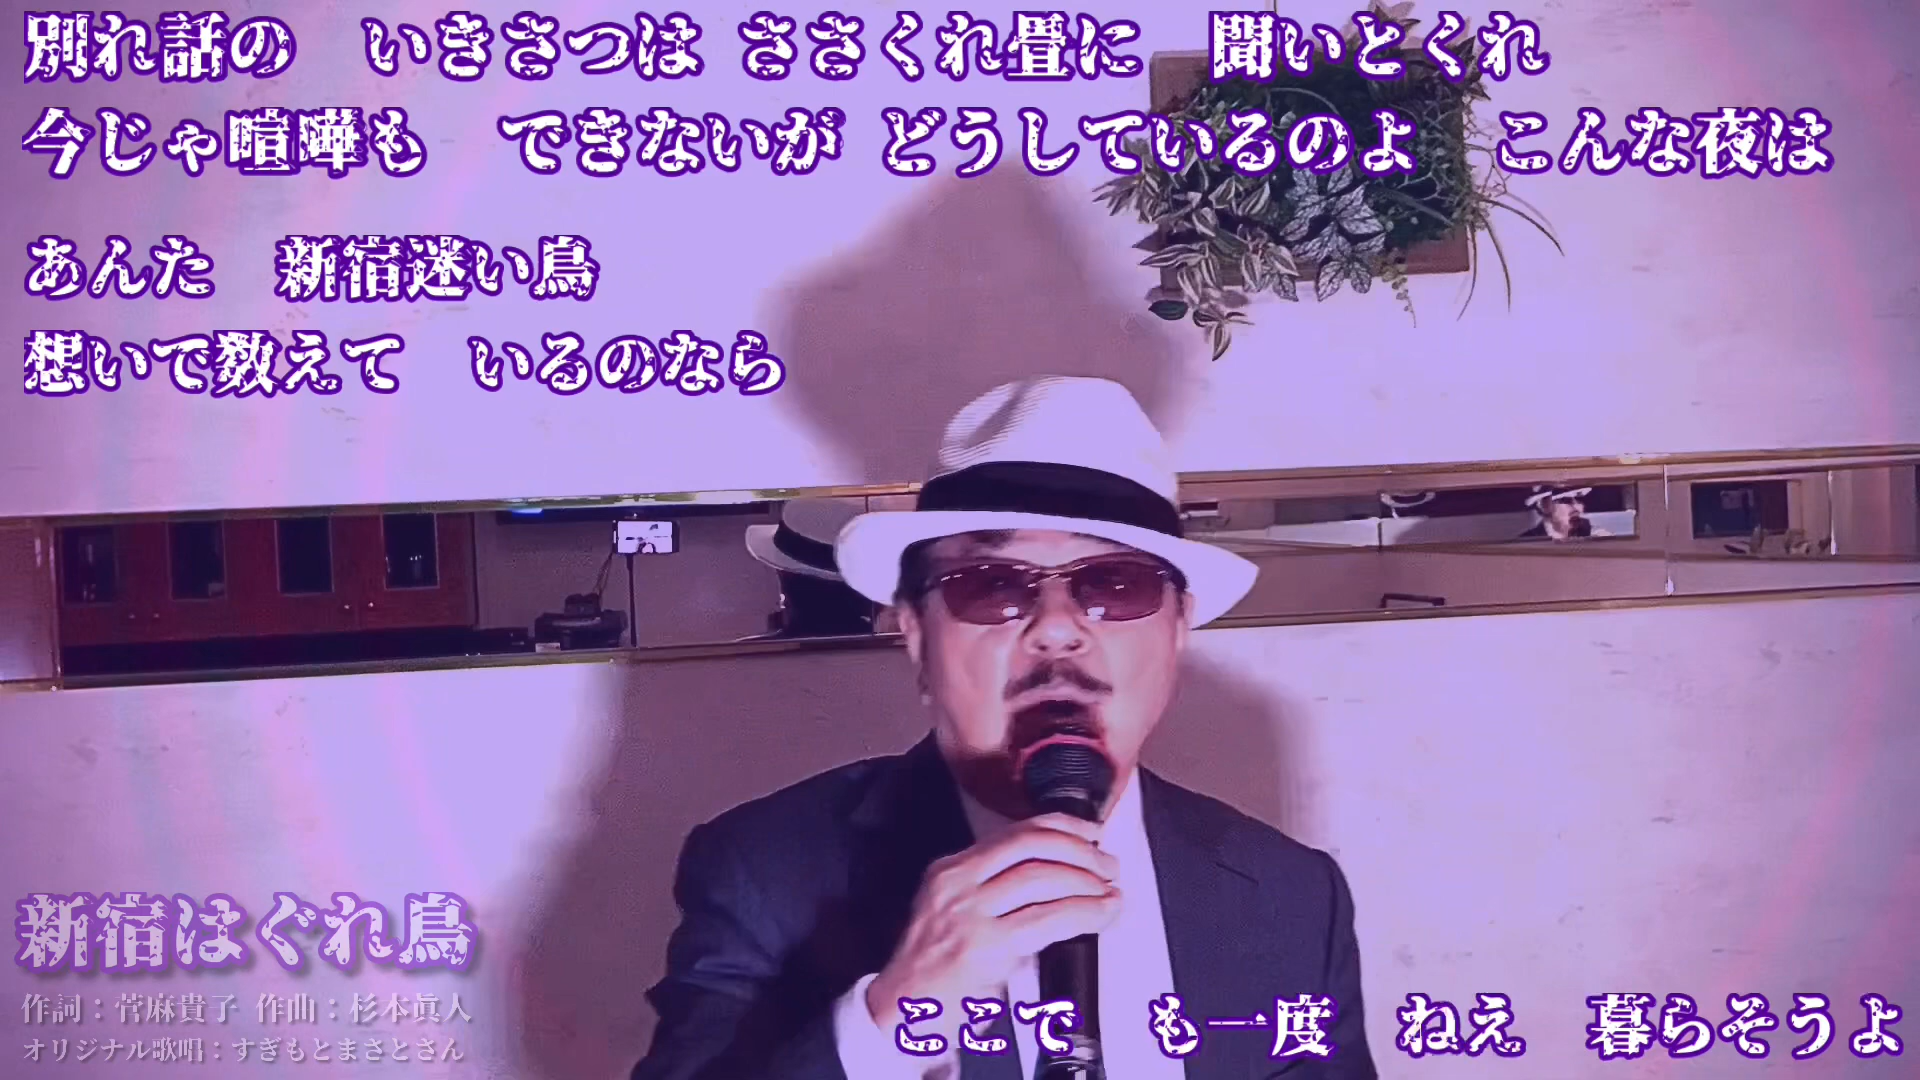 別れ話の　いきさつは ささくれ畳に　聞いとくれ
今じゃ喧嘩も　できないが どうしているのよ　こんな夜は
あんた　新宿迷い鳥
想いで数えて　いるのなら
ここで　も一度　ねえ　暮らそうよ
新宿はぐれ鳥
作詞：菅麻貴子 作曲：杉本眞人
オリジナル歌唱：すぎもとまさとさん